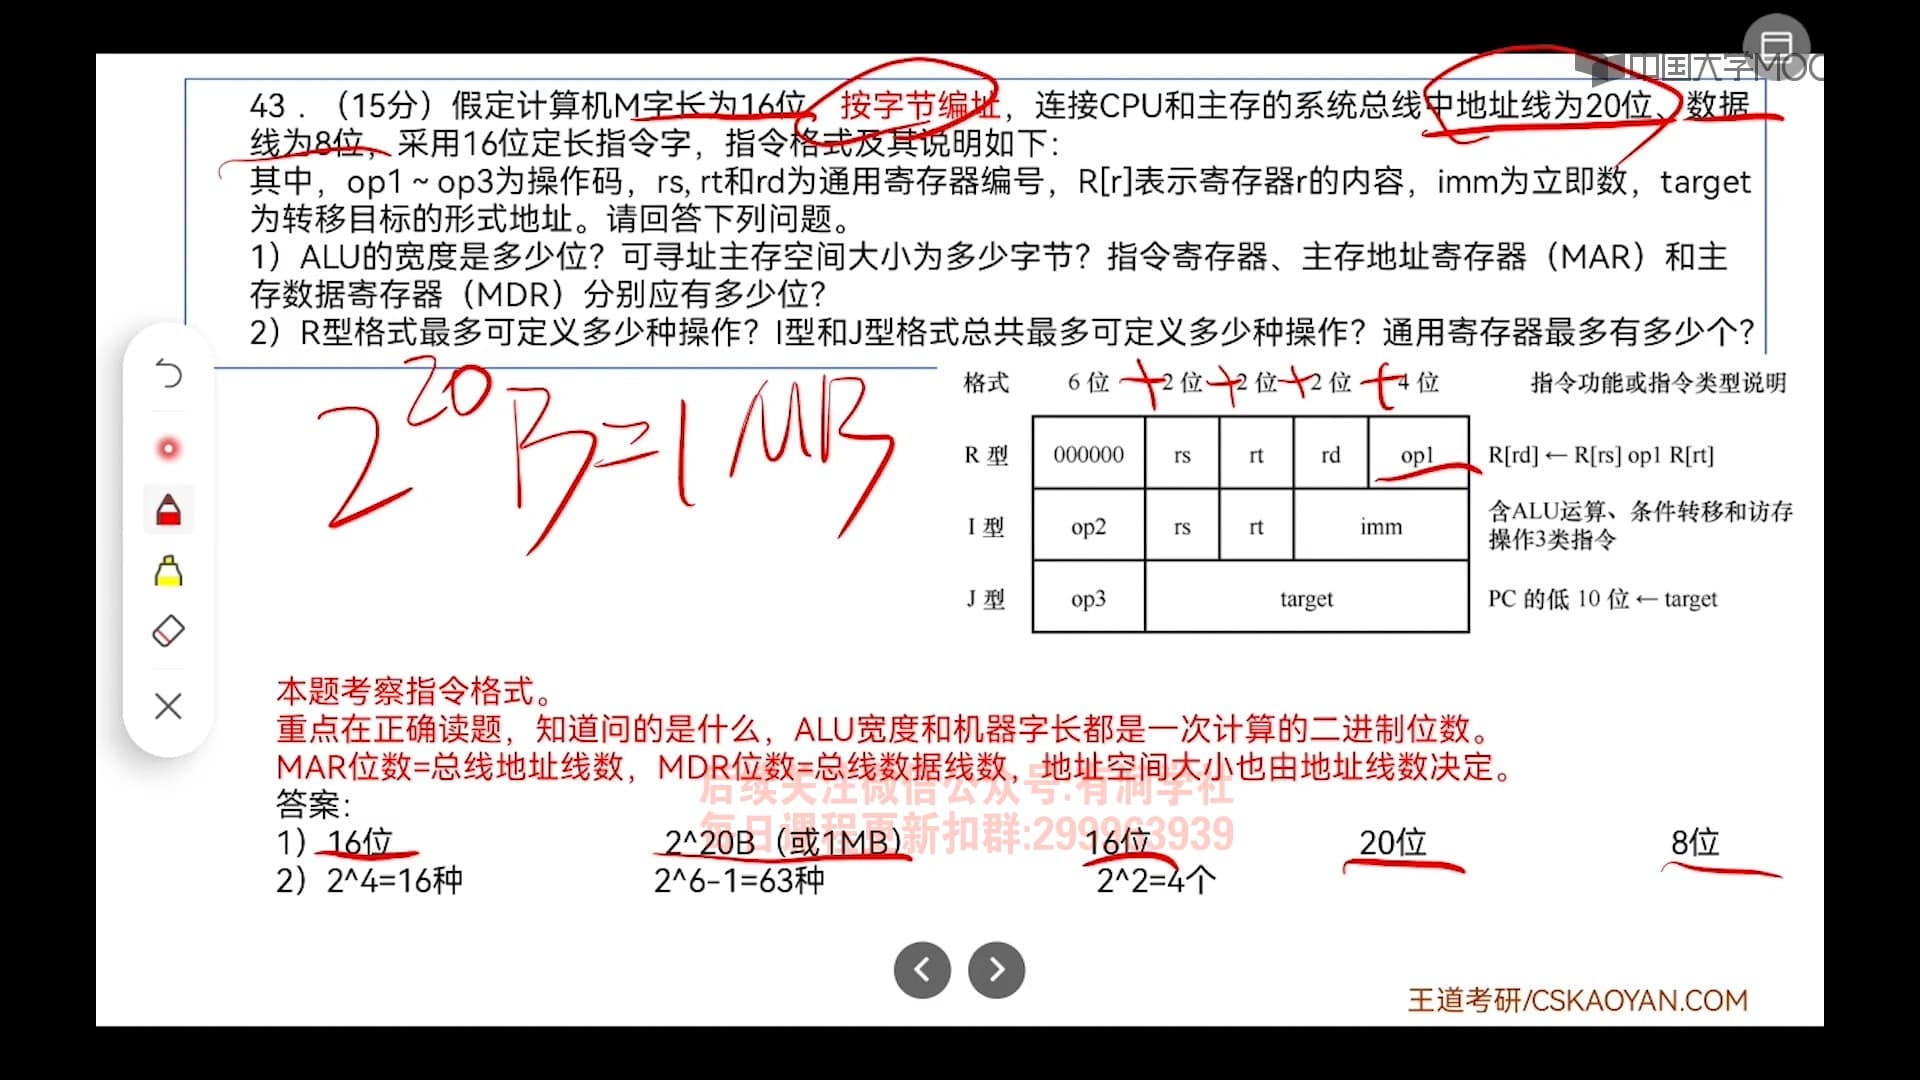 中国大学MOO
43．（15分）假定计算机M字长为16位，按字节编址，连接CPU和主存的系统总线中地址线为20位、数据
线为8位，采用16位定长指令字，指令格式及其说明如下：
其中，op1～op3为操作码，rs, rt和rd为通用寄存器编号，R[r]表示寄存器r的内容，imm为立即数，target
为转移目标的形式地址。请回答下列问题。
1）ALU的宽度是多少位？可寻址主存空间大小为多少字节？指令寄存器、主存地址寄存器（MAR）和主
存数据寄存器（MDR）分别应有多少位？
2）R型格式最多可定义多少种操作？I型和J型格式总共最多可定义多少种操作？通用寄存器最多有多少个？
2^20 B=1MB
格式 6 位 + 2 位 + 2 位 + 2 位 + 4 位 指令功能或指令类型说明
R 型 000000 rs rt rd op1 R[rd] ← R[rs] op1 R[rt]
I 型 op2 rs rt imm 含ALU运算、条件转移和访存
操作3类指令
J 型 op3 target PC 的低 10 位 ← target
本题考察指令格式。
重点在正确读题，知道问的是什么，ALU宽度和机器字长都是一次计算的二进制位数。
MAR位数=总线地址线数，MDR位数=总线数据线数，地址空间大小也由地址线数决定。
后续关注微信公众号:有涧学社
答案：
每日课程更新扣群:299963939
1）16位 2^20B（或1MB） 16位 20位 8位
2）2^4=16种 2^6-1=63种 2^2=4个
王道考研/CSKAOYAN.COM